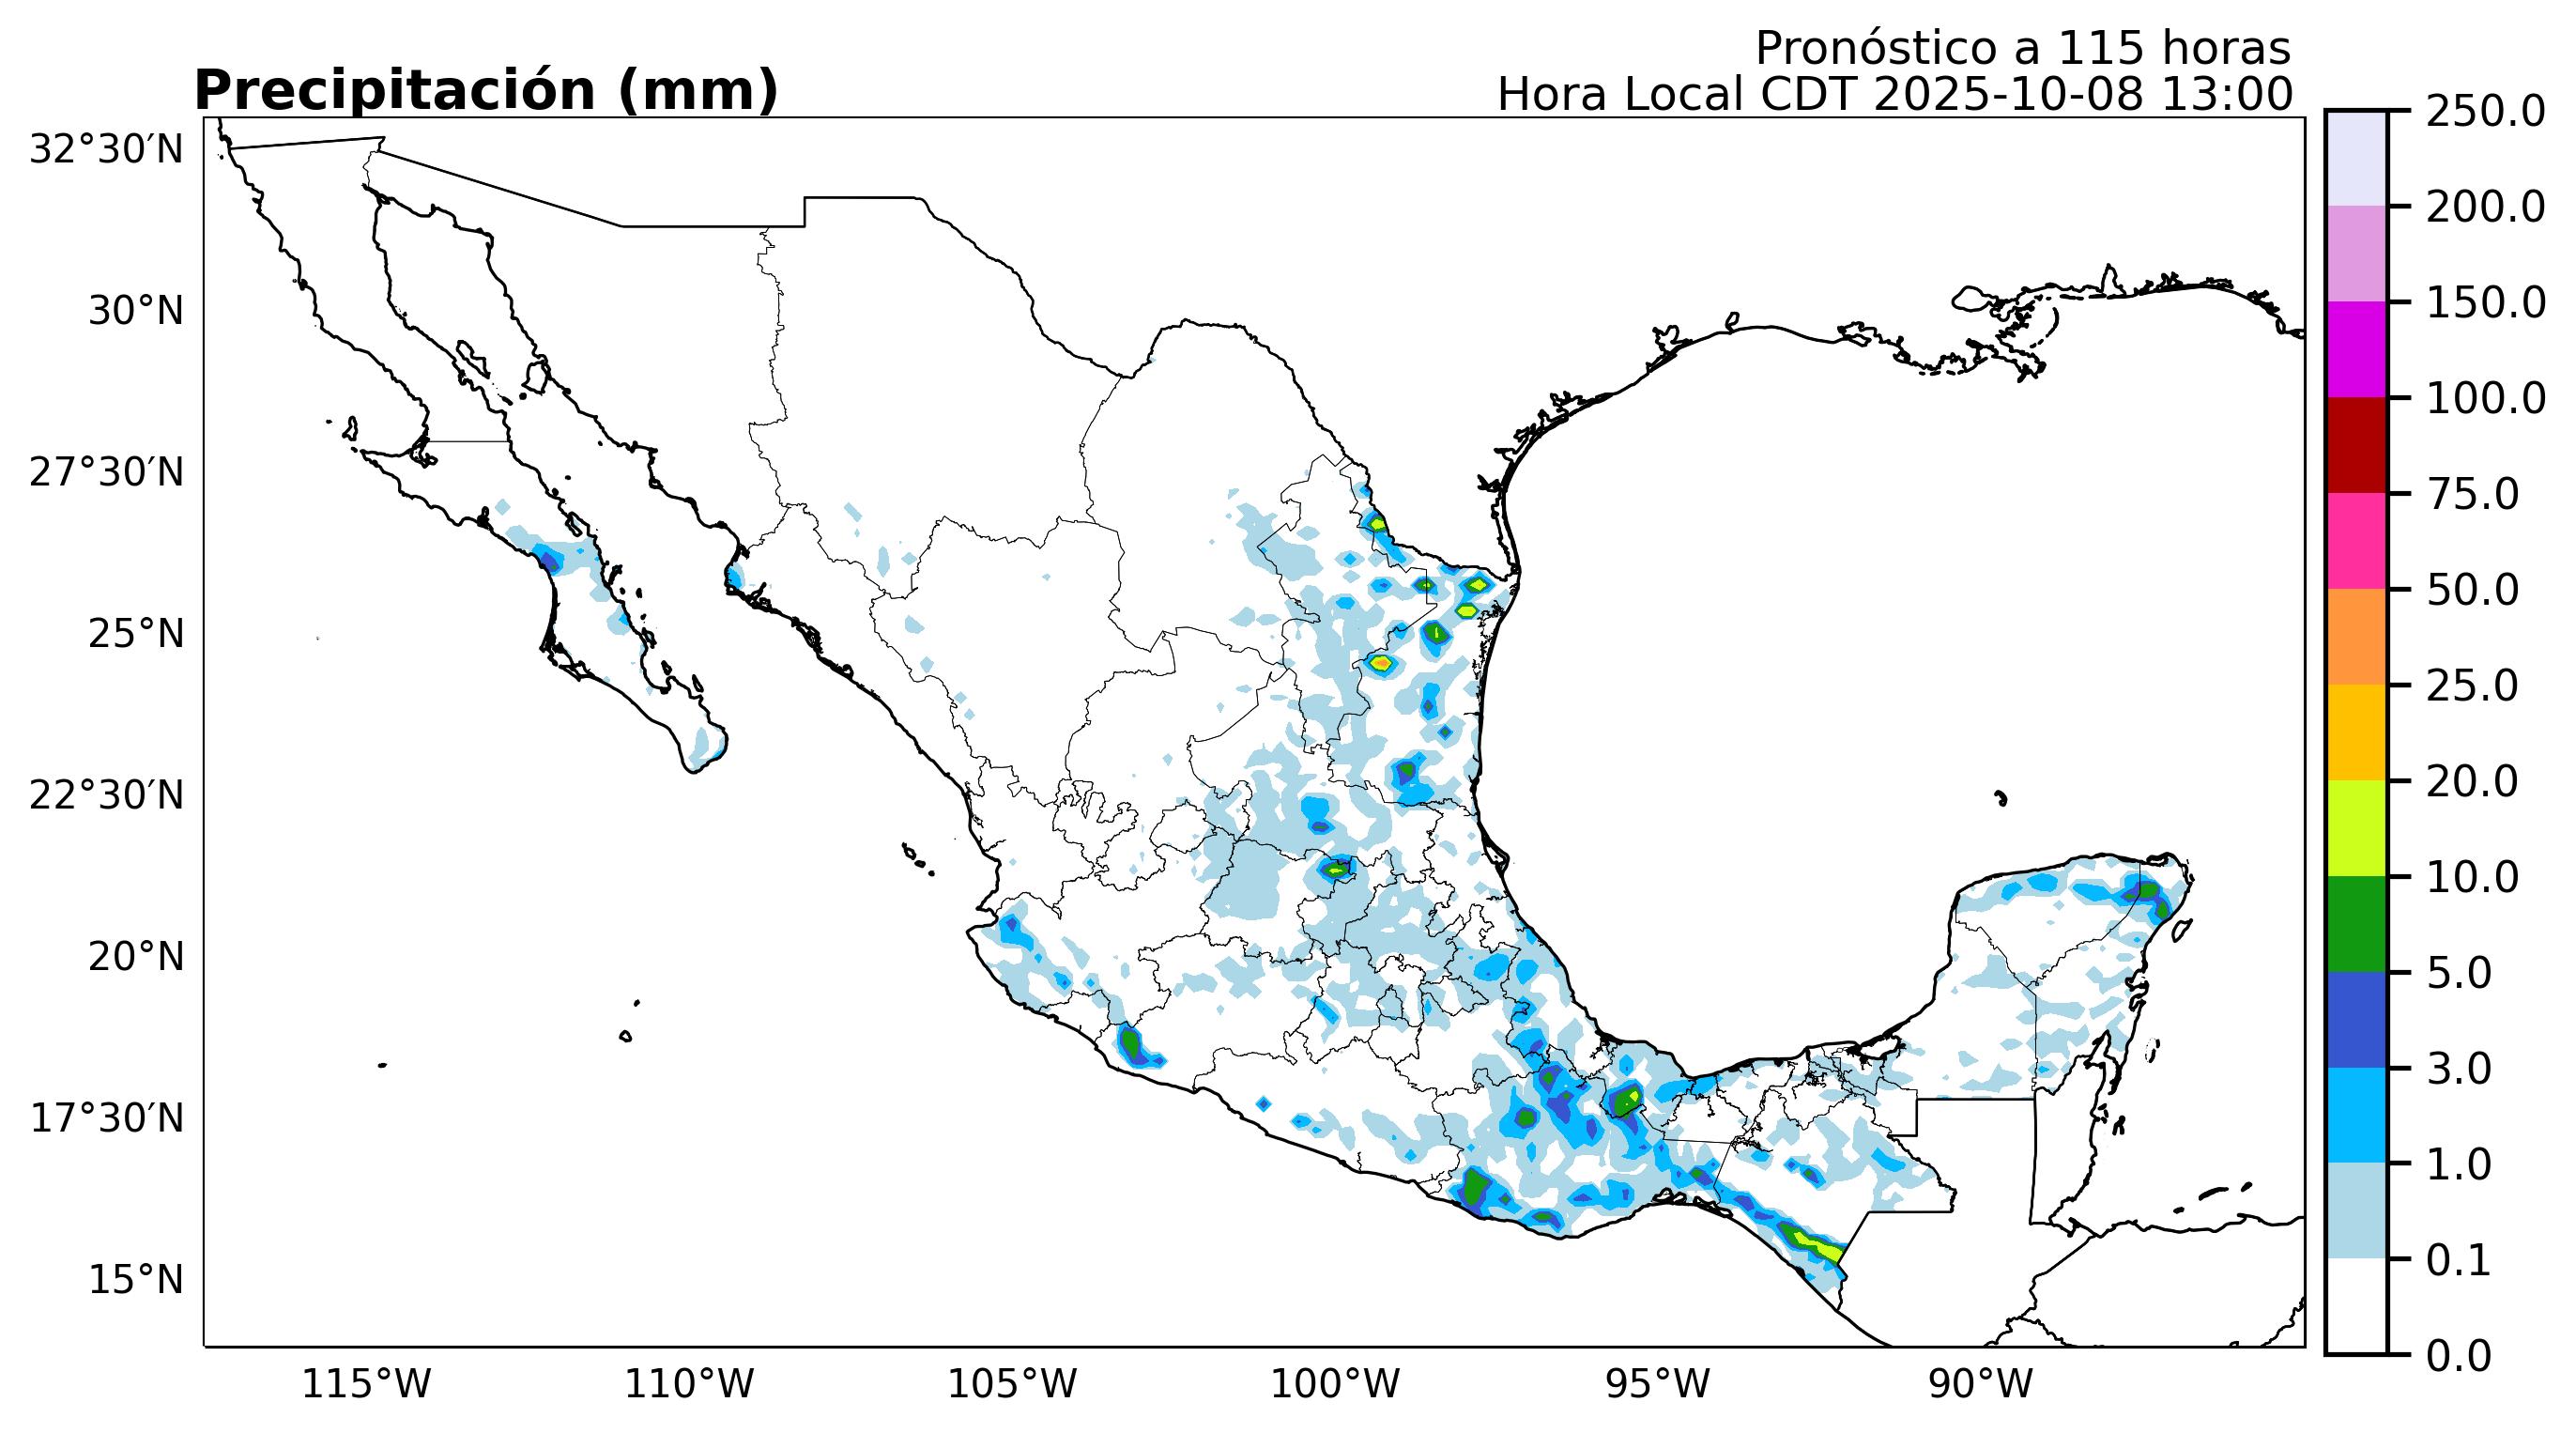 Pronóstico a 115 horas
Precipitación (mm)
Hora Local CDT 2025-10-08 13:00
32°30′N
30°N
27°30′N
25°N
22°30′N
20°N
17°30′N
15°N
115°W
110°W
105°W
100°W
95°W
90°W
250.0
200.0
150.0
100.0
75.0
50.0
25.0
20.0
10.0
5.0
3.0
1.0
0.1
0.0